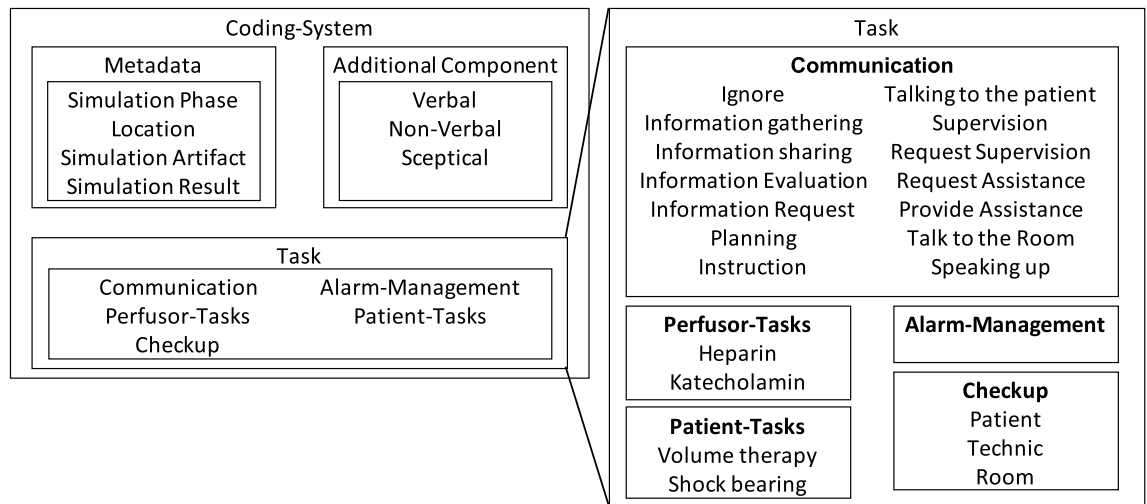 Coding-System
Metadata
Simulation Phase
Location
Simulation Artifact
Simulation Result
Additional Component
Verbal
Non-Verbal
Sceptical
Task
Communication
Alarm-Management
Perfusor-Tasks
Patient-Tasks
Checkup
Task
Communication
Ignore
Information gathering
Information sharing
Information Evaluation
Information Request
Planning
Instruction
Talking to the patient
Supervision
Request Supervision
Request Assistance
Provide Assistance
Talk to the Room
Speaking up
Perfusor-Tasks
Heparin
Katecholamin
Alarm-Management
Patient-Tasks
Volume therapy
Shock bearing
Checkup
Patient
Technic
Room